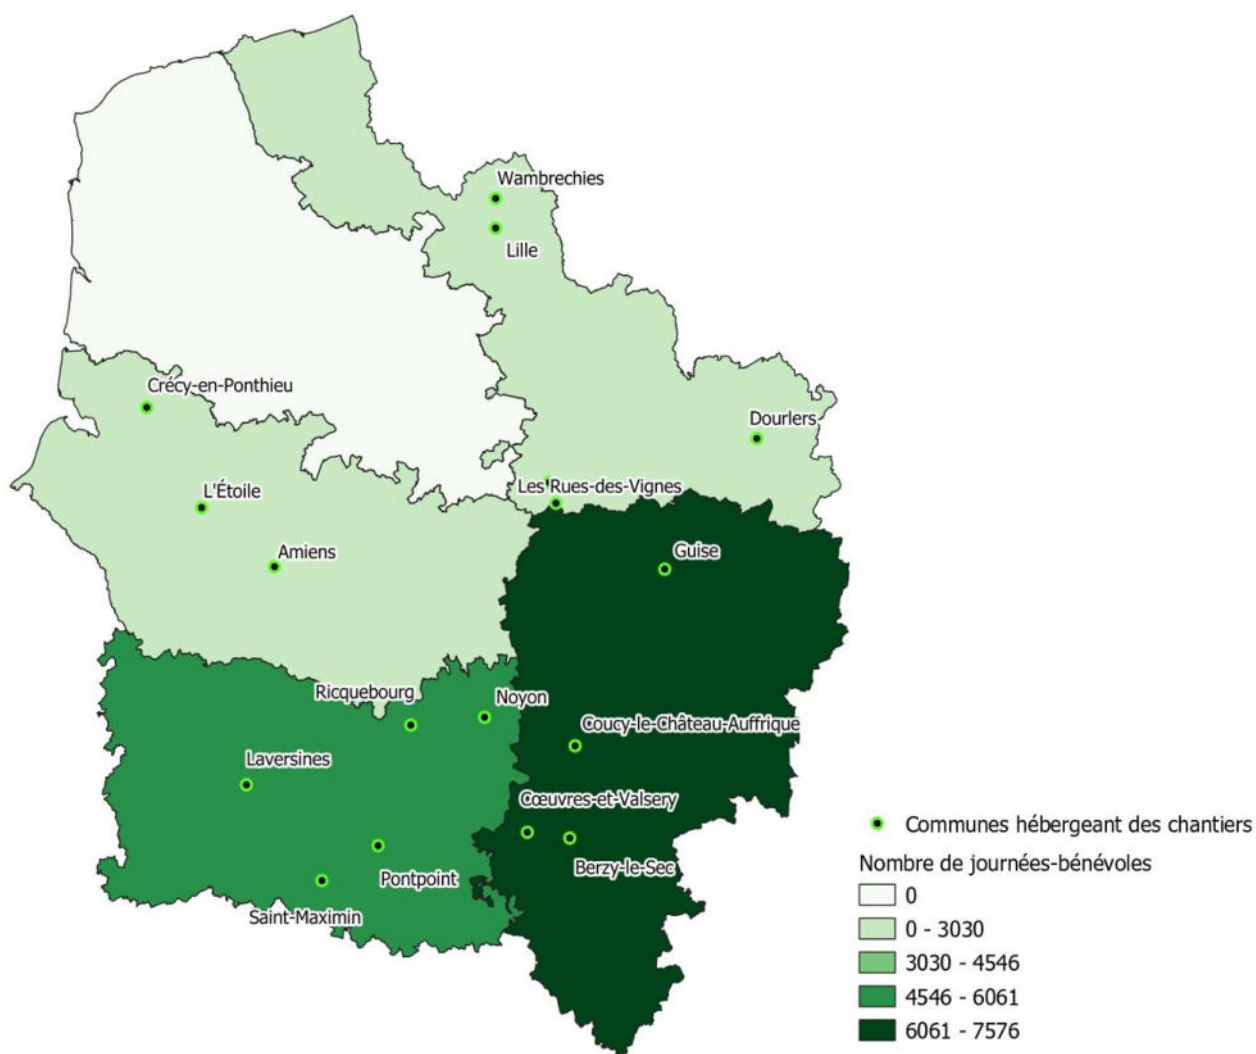 Wambrechies
Lille
Crécy-en-Ponthieu
Dourlers
L'Étoile
Les Rues-des-Vignes
Amiens
Guise
Ricquebourg
Noyon
Coucy-le-Château-Auffrique
Laversines
Cœuvres-et-Valsery
Berzy-le-Sec
Pontpoint
Saint-Maximin
Communes hébergeant des chantiers
Nombre de journées-bénévoles
0
0 - 3030
3030 - 4546
4546 - 6061
6061 - 7576